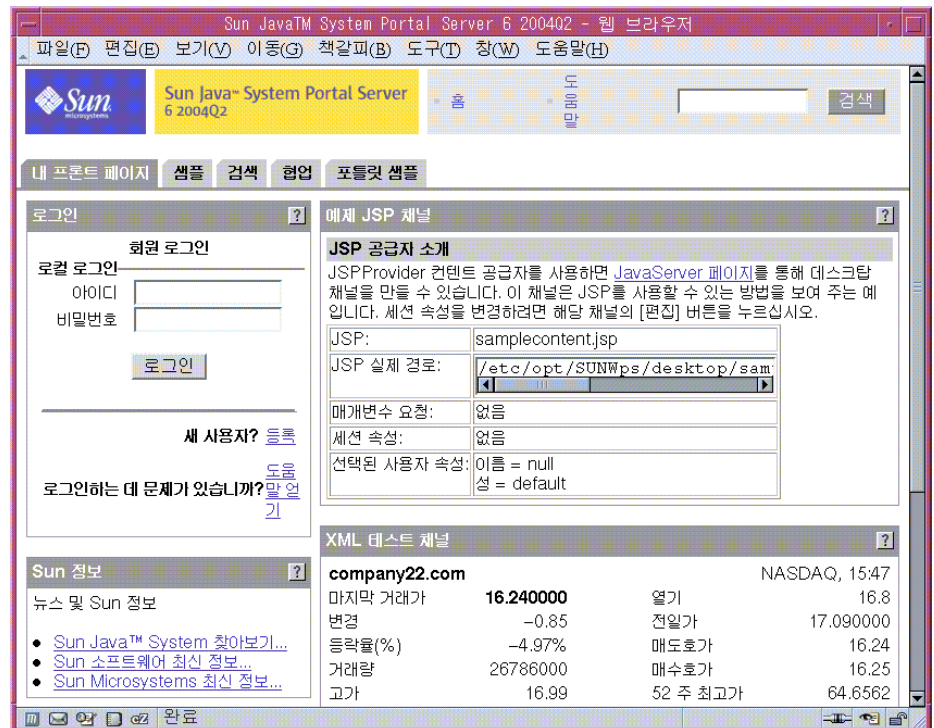 Sun JavaTM System Portal Server 6 2004Q2 - 웹 브라우저
파일(F) 편집(E) 보기(V) 이동(G) 책갈피(B) 도구(T) 창(W) 도움말(H)
Sun microsystems
Sun Java™ System Portal Server
6 2004Q2
홈
도움말
검색
내 프론트 페이지 샘플 검색 협업 포틀릿 샘플
로그인 ?
회원 로그인
로컬 로그인
아이디
비밀번호
로그인
새 사용자? 등록
로그인하는 데 문제가 있습니까? 도움말 얻기
Sun 정보 ?
뉴스 및 Sun 정보
Sun Java™ System 찾아보기...
Sun 소프트웨어 최신 정보...
Sun Microsystems 최신 정보...
예제 JSP 채널 ?
JSP 공급자 소개
JSPProvider 컨텐트 공급자를 사용하면 JavaServer 페이지를 통해 데스크탑
채널을 만들 수 있습니다. 이 채널은 JSP를 사용할 수 있는 방법을 보여 주는 예
입니다. 세션 속성을 변경하려면 해당 채널의 [편집] 버튼을 누르십시오.
JSP: samplecontent.jsp
JSP 실제 경로: /etc/opt/SUNWps/desktop/sam
매개변수 요청: 없음
세션 속성: 없음
선택된 사용자 속성: 이름 = null
성 = default
XML 테스트 채널 ?
company22.com NASDAQ, 15:47
마지막 거래가 16.240000 열기 16.8
변경 -0.85 전일가 17.090000
등락율(%) -4.97% 매도호가 16.24
거래량 26786000 매수호가 16.25
고가 16.99 52 주 최고가 64.6562
완료